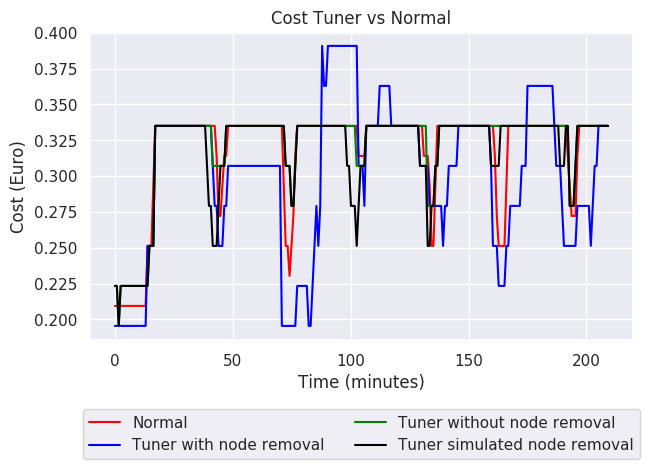 Cost Tuner vs Normal
0.400
0.375
0.350
0.325
0.300
0.275
0.250
0.225
0.200
Cost (Euro)
0 50 100 150 200
Time (minutes)
Normal Tuner without node removal
Tuner with node removal Tuner simulated node removal